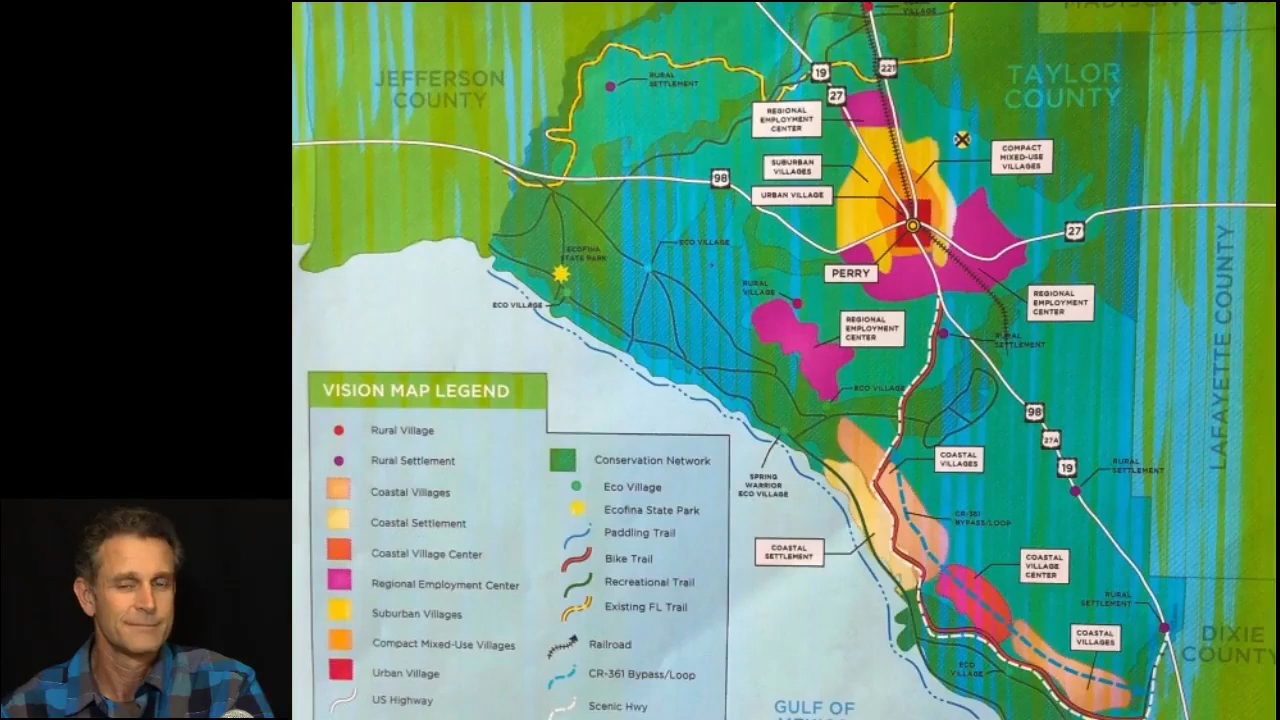 VILLAGE
MADISON COU
JEFFERSON
COUNTY
TAYLOR
COUNTY
RURAL
SETTLEMENT
19
221
27
REGIONAL
EMPLOYMENT
CENTER
COMPACT
MIXED-USE
VILLAGES
SUBURBAN
VILLAGES
98
URBAN VILLAGE
27
ECOFINA
STATE PARK
ECO VILLAGE
PERRY
LAFAYETTE COUNTY
ECO VILLAGE
RURAL
VILLAGE
REGIONAL
EMPLOYMENT
CENTER
REGIONAL
EMPLOYMENT
CENTER
RURAL
SETTLEMENT
ECO VILLAGE
98
27A
19
COASTAL
VILLAGES
RURAL
SETTLEMENT
SPRING
WARRIOR
ECO VILLAGE
CR-361
BYPASS/LOOP
COASTAL
SETTLEMENT
COASTAL
VILLAGE
CENTER
RURAL
SETTLEMENT
COASTAL
VILLAGES
DIXIE
COUNTY
ECO
VILLAGE
GULF OF
VISION MAP LEGEND
Rural Village
Rural Settlement
Coastal Villages
Coastal Settlement
Coastal Village Center
Regional Employment Center
Suburban Villages
Compact Mixed-Use Villages
Urban Village
US Highway
Conservation Network
Eco Village
Ecofina State Park
Paddling Trail
Bike Trail
Recreational Trail
Existing FL Trail
Railroad
CR-361 Bypass/Loop
Scenic Hwy